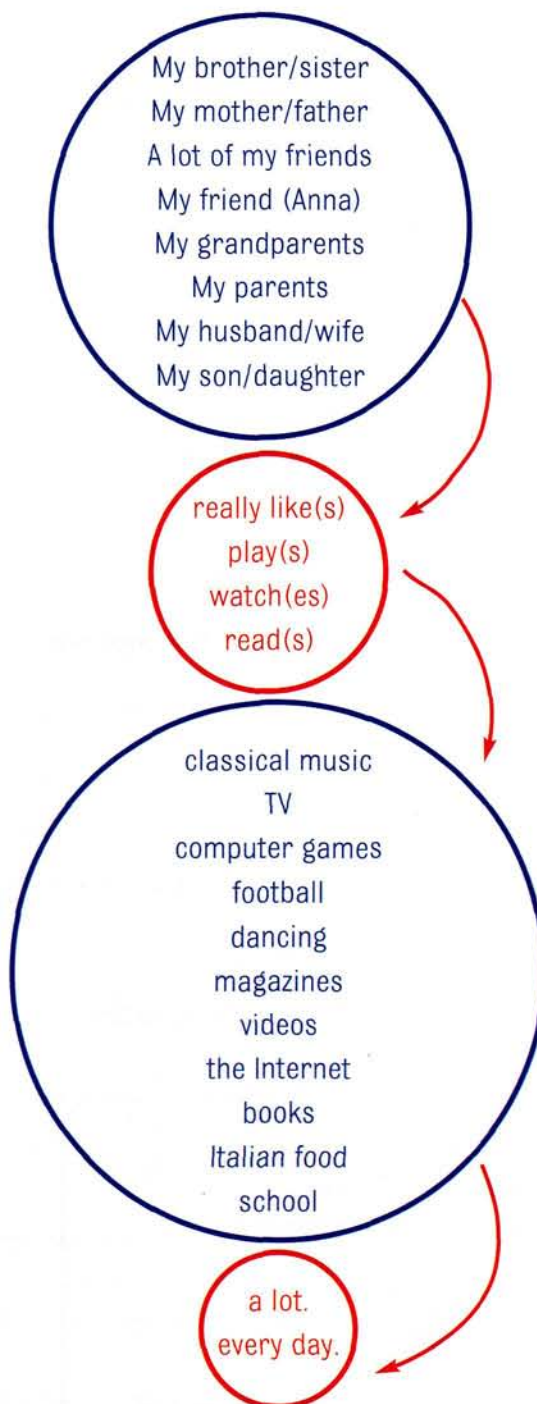 My brother/sister
My mother/father
A lot of my friends
My friend (Anna)
My grandparents
My parents
My husband/wife
My son/daughter
really like(s)
play(s)
watch(es)
read(s)
classical music
TV
computer games
football
dancing
magazines
videos
the Internet
books
Italian food
school
a lot.
every day.